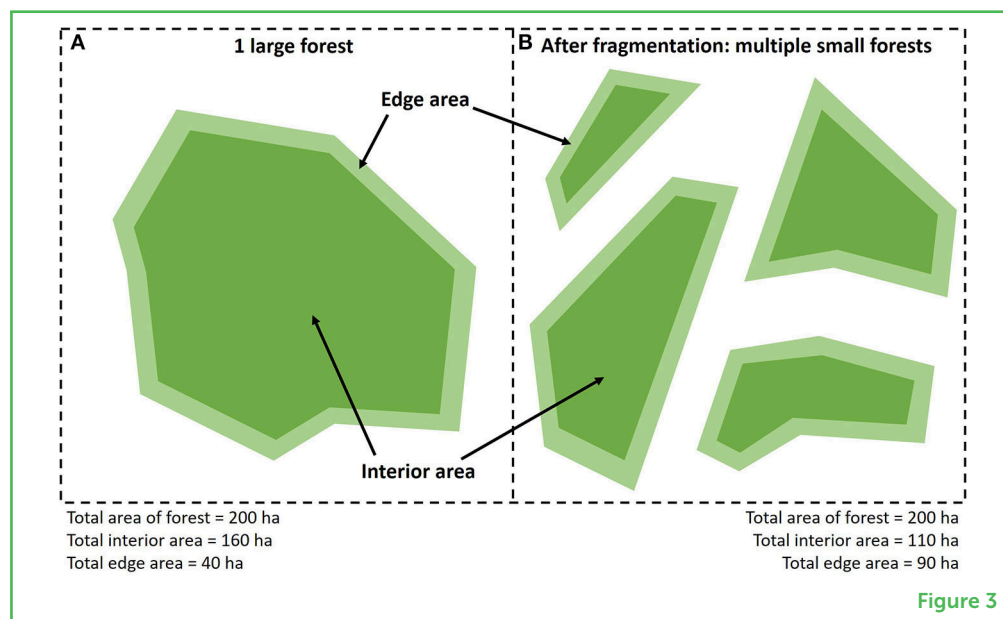 A
1 large forest
B
After fragmentation: multiple small forests
Edge area
Interior area
Total area of forest = 200 ha
Total interior area = 160 ha
Total edge area = 40 ha
Total area of forest = 200 ha
Total interior area = 110 ha
Total edge area = 90 ha
Figure 3